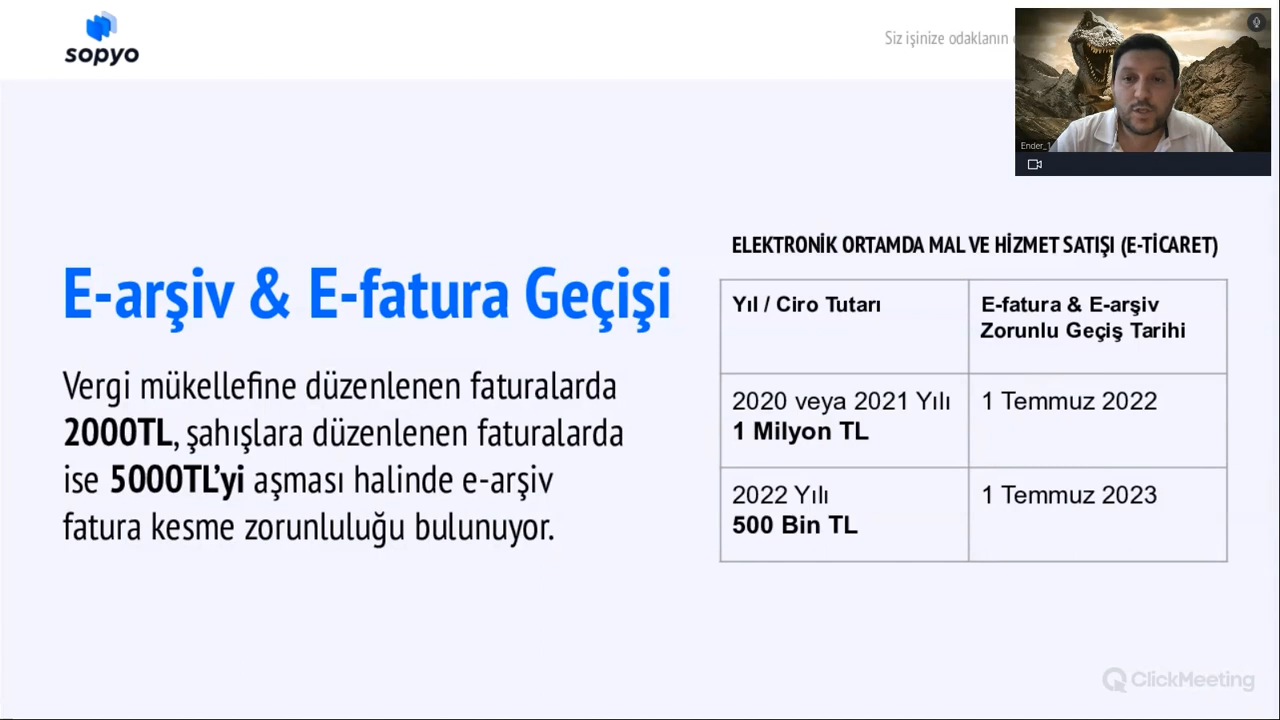 sopyo
Siz işinize odaklanın
Ender_1
ELEKTRONİK ORTAMDA MAL VE HİZMET SATIŞI (E-TİCARET)
E-arşiv & E-fatura Geçişi
Vergi mükellefine düzenlenen faturalarda
2000TL, şahışlara düzenlenen faturalarda
ise 5000TL’yi aşması halinde e-arşiv
fatura kesme zorunluluğu bulunuyor.
Yıl / Ciro Tutarı
E-fatura & E-arşiv
Zorunlu Geçiş Tarihi
2020 veya 2021 Yılı
1 Milyon TL
1 Temmuz 2022
2022 Yılı
500 Bin TL
1 Temmuz 2023
ClickMeeting